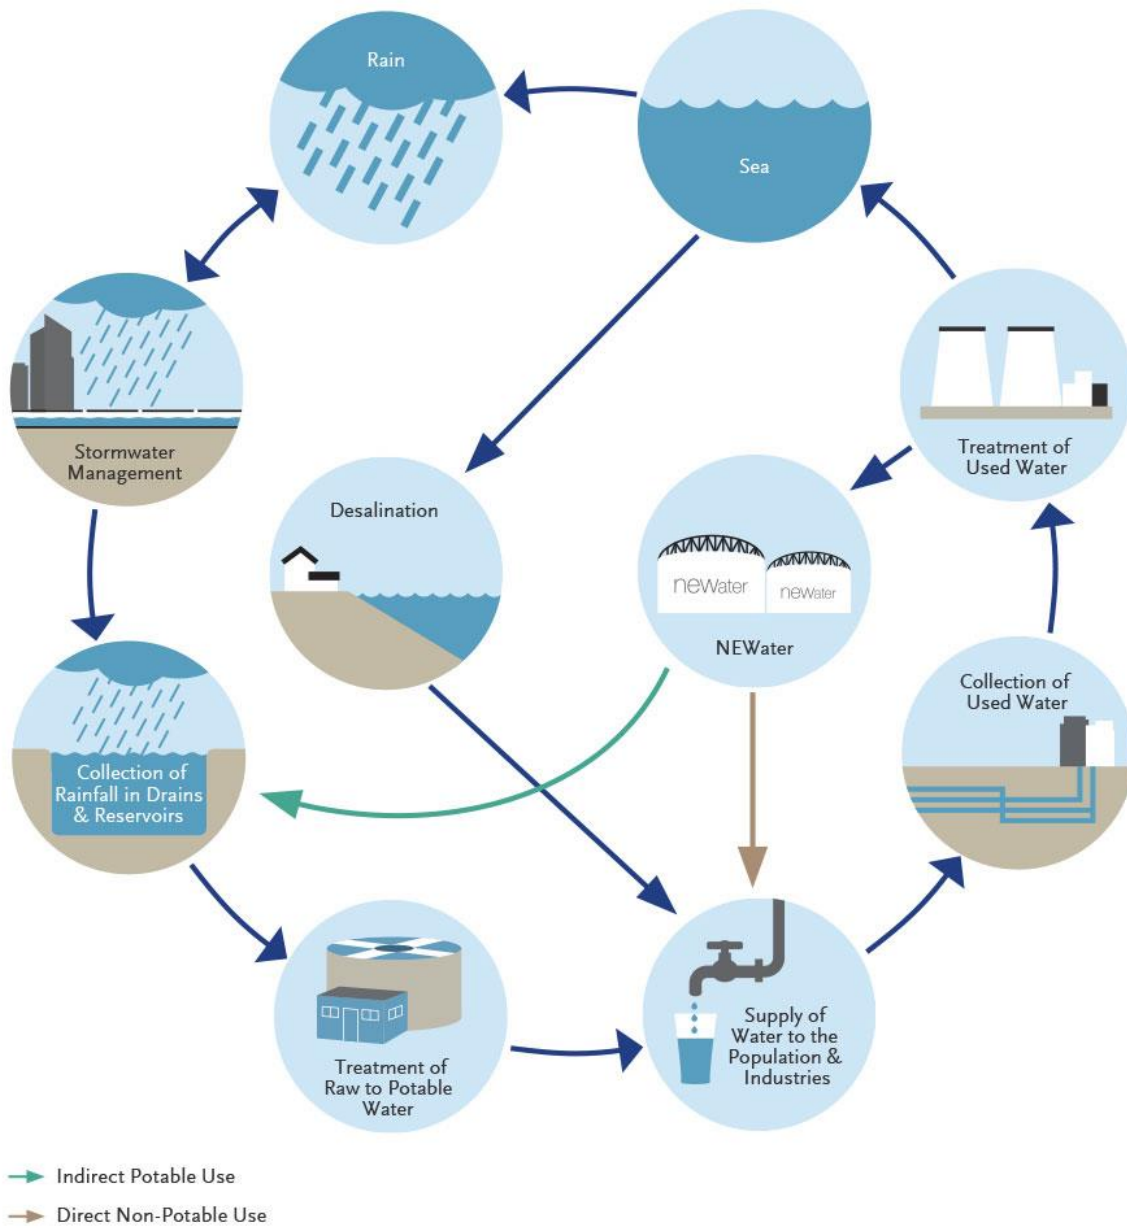 Rain
Sea
Stormwater
Management
Treatment of
Used Water
Desalination
newater
newater
NEWater
Collection of
Used Water
Collection of
Rainfall in Drains
& Reservoirs
Treatment of
Raw to Potable
Water
Supply of
Water to the
Population &
Industries
Indirect Potable Use
Direct Non-Potable Use